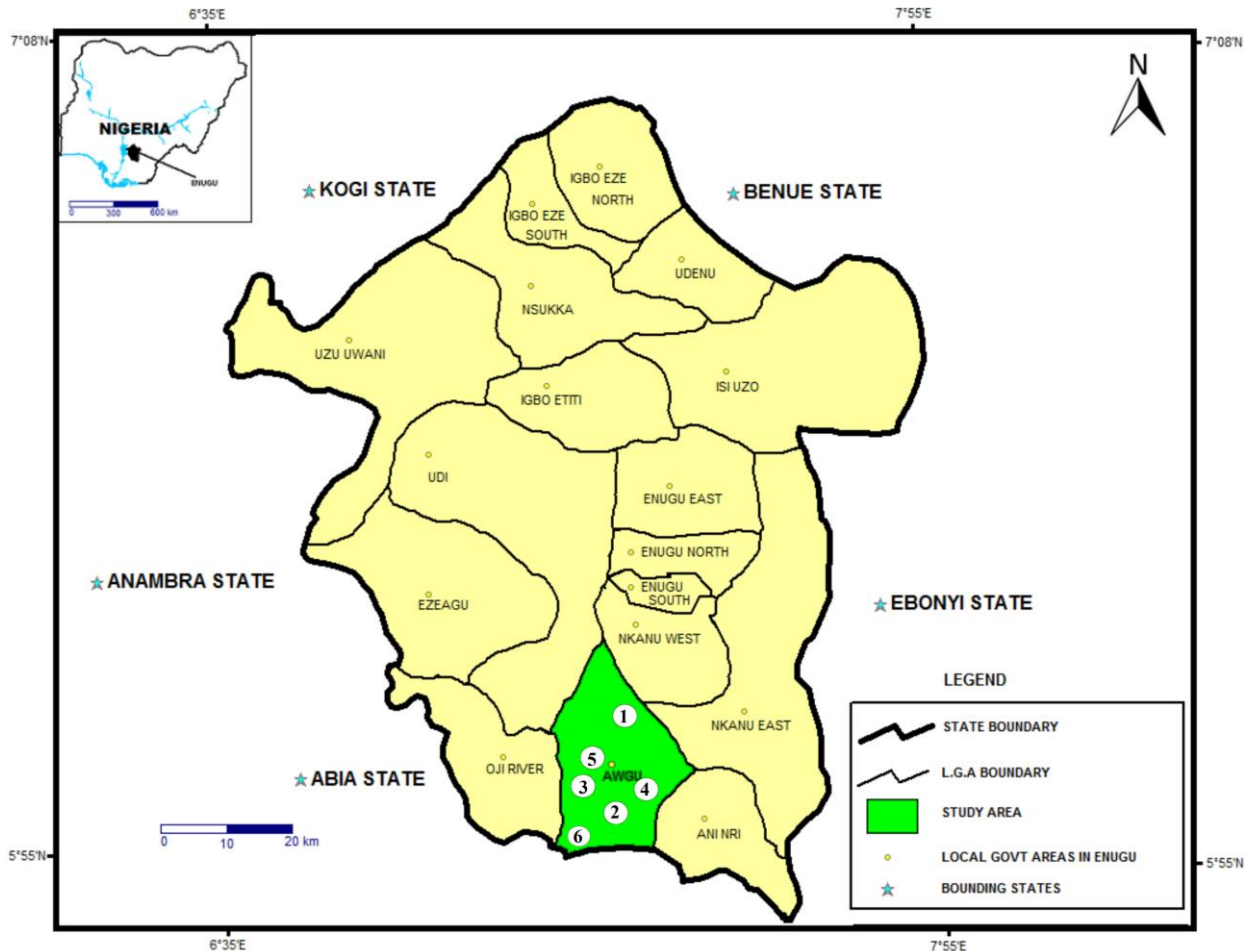 6°35'E
7°55'E
7°08'N
7°08'N
NIGERIA
ENUGU
0 300 600 km
N
KOGI STATE
BENUE STATE
IGBO EZE
NORTH
IGBO EZE
SOUTH
UDENU
NSUKKA
UZU UWANI
ISI UZO
IGBO ETITI
UDI
ENUGU EAST
ENUGU NORTH
ANAMBRA STATE
ENUGU
SOUTH
EZEAGU
EBONYI STATE
NKANU WEST
LEGEND
1
NKANU EAST
STATE BOUNDARY
5
OJI RIVER
AWGU
ABIA STATE
3
4
L.G.A BOUNDARY
2
STUDY AREA
6
ANI NRI
0 10 20 km
5°55'N
LOCAL GOVT AREAS IN ENUGU
5°55'N
BOUNDING STATES
6°35'E
7°55'E